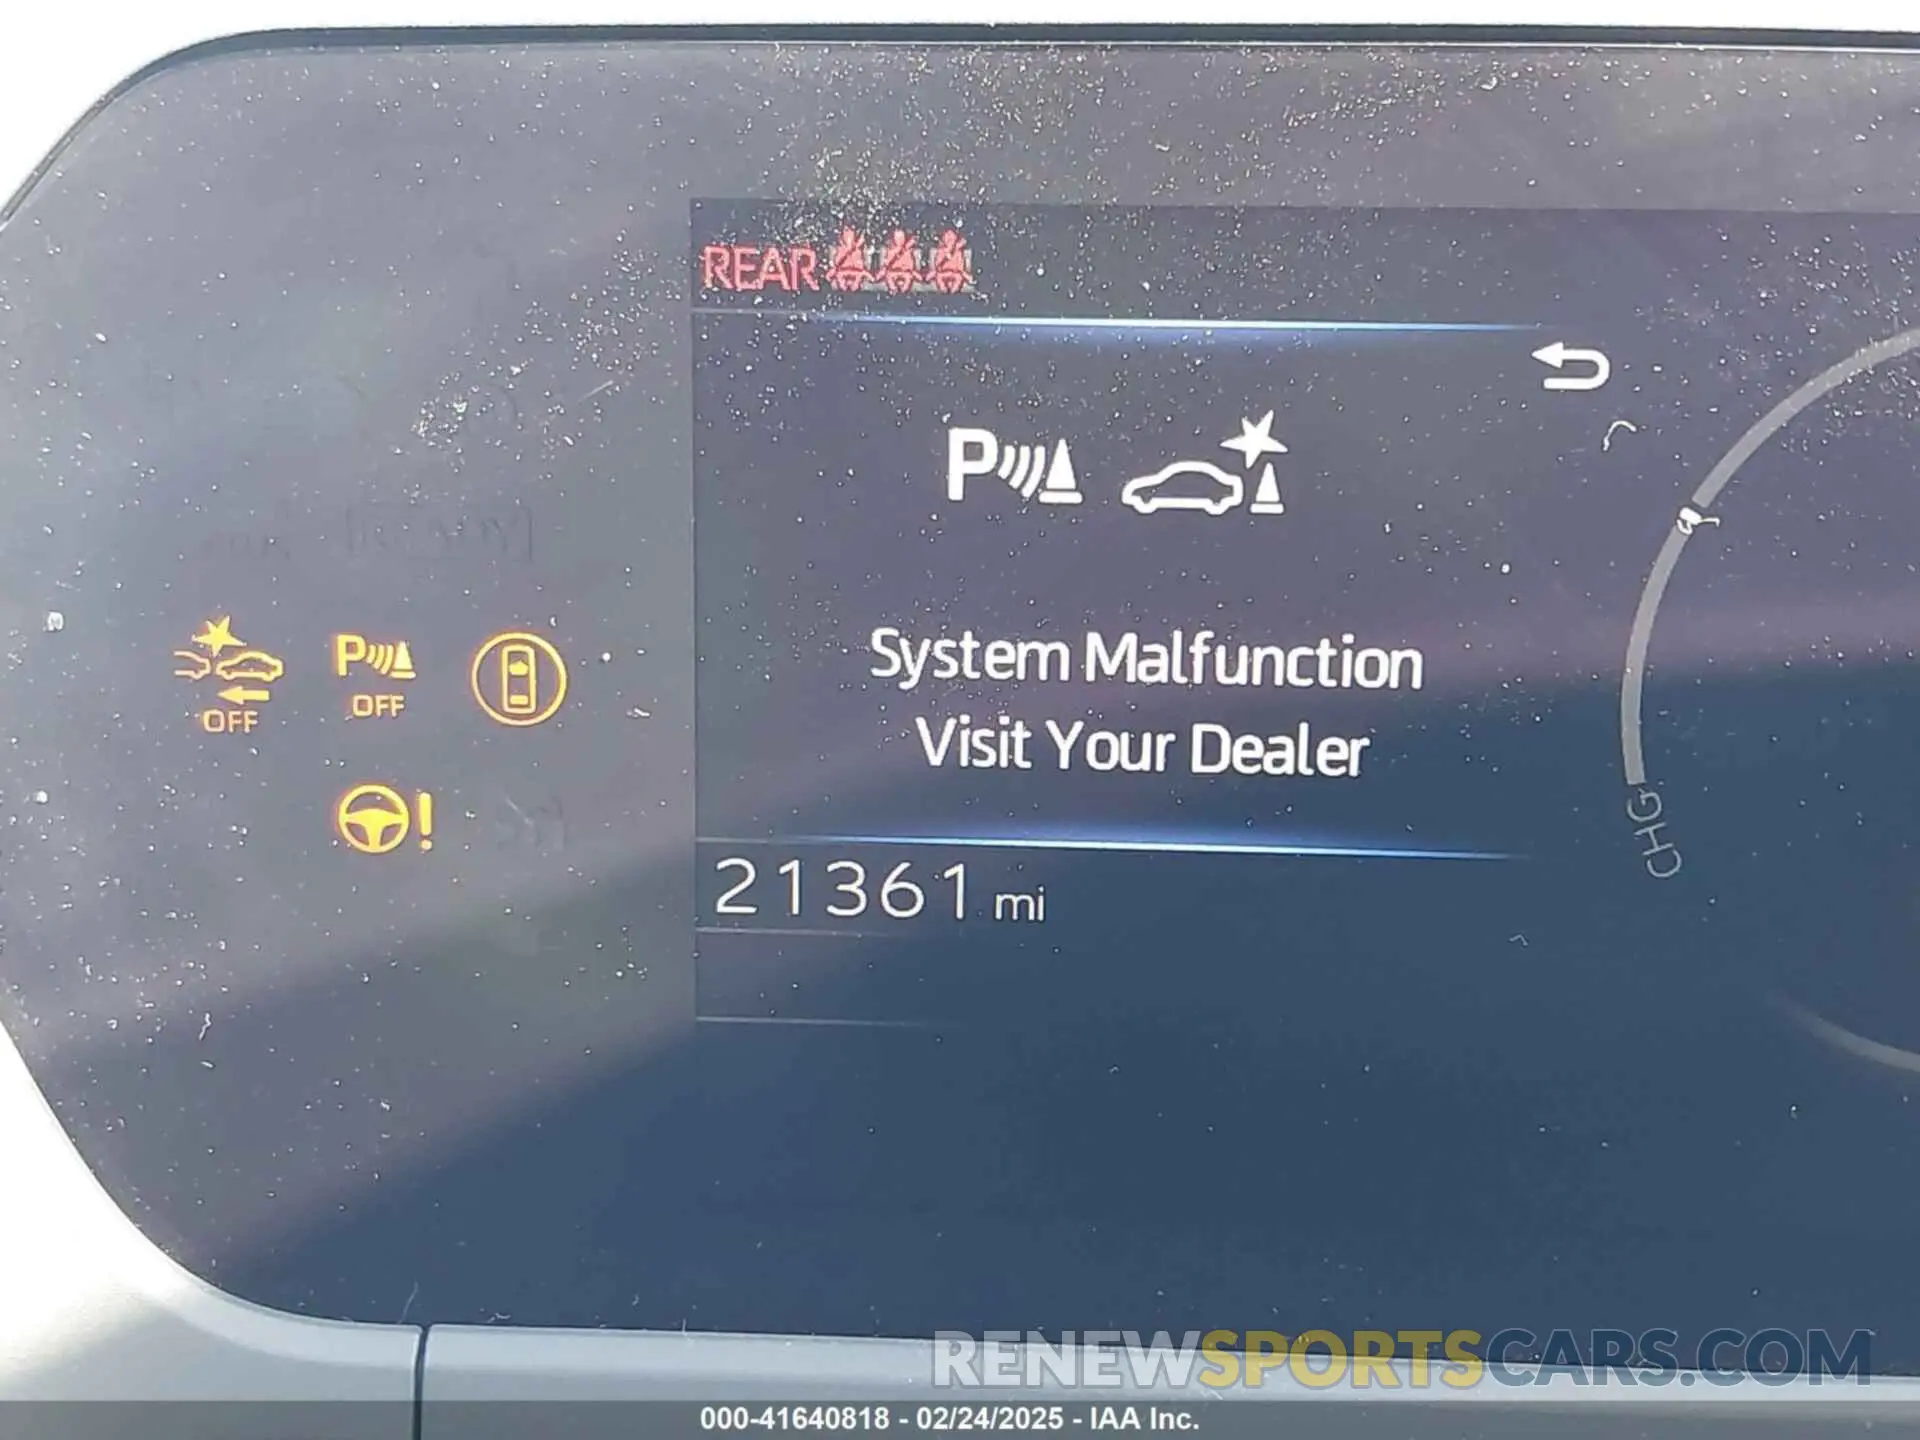 REAR
P
System Malfunction
Visit Your Dealer
P
OFF
OFF
!
21361 mi
CHG
RENEWSPORTSCARS.COM
000-41640818 - 02/24/2025 - IAA Inc.